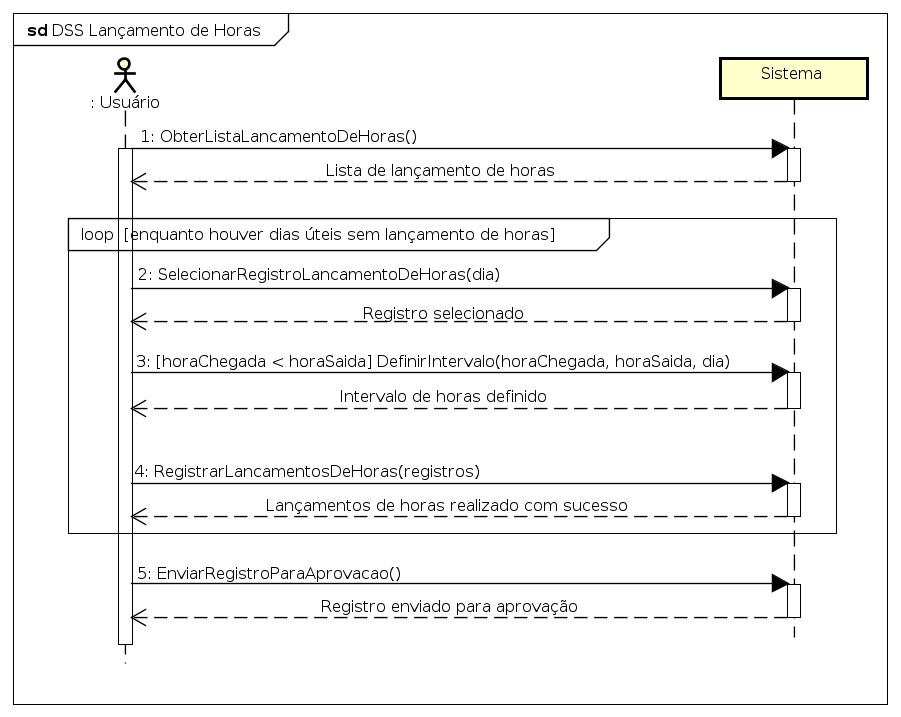 sd DSS Lançamento de Horas
: Usuário
Sistema
1: ObterListaLancamentoDeHoras()
Lista de lançamento de horas
loop [enquanto houver dias úteis sem lançamento de horas]
2: SelecionarRegistroLancamentoDeHoras(dia)
Registro selecionado
3: [horaChegada < horaSaida] DefinirIntervalo(horaChegada, horaSaida, dia)
Intervalo de horas definido
4: RegistrarLancamentosDeHoras(registros)
Lançamentos de horas realizado com sucesso
5: EnviarRegistroParaAprovacao()
Registro enviado para aprovação